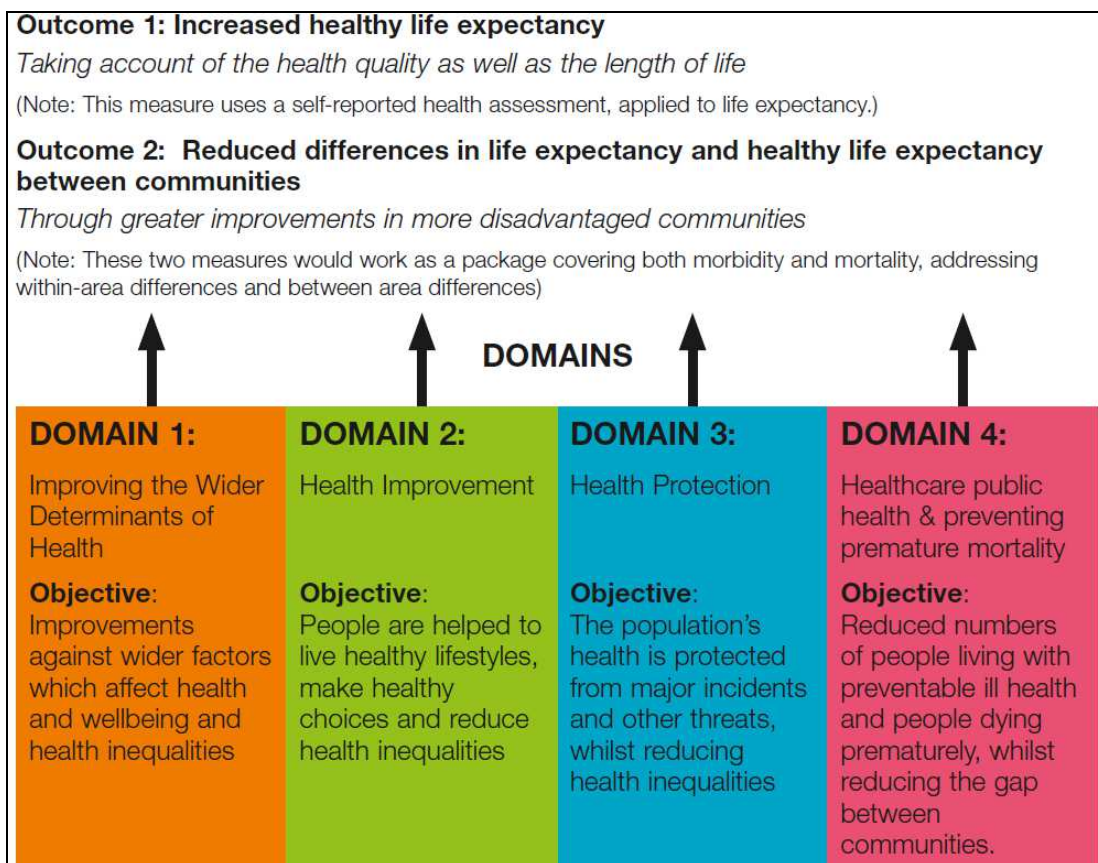 Outcome 1: Increased healthy life expectancy
Taking account of the health quality as well as the length of life
(Note: This measure uses a self-reported health assessment, applied to life expectancy.)
Outcome 2:  Reduced differences in life expectancy and healthy life expectancy
between communities
Through greater improvements in more disadvantaged communities
(Note: These two measures would work as a package covering both morbidity and mortality, addressing
within-area differences and between area differences)
DOMAINS
DOMAIN 1:
Improving the Wider
Determinants of
Health
Objective:
Improvements
against wider factors
which affect health
and wellbeing and
health inequalities
DOMAIN 2:
Health Improvement
Objective:
People are helped to
live healthy lifestyles,
make healthy
choices and reduce
health inequalities
DOMAIN 3:
Health Protection
Objective:
The population's
health is protected
from major incidents
and other threats,
whilst reducing
health inequalities
DOMAIN 4:
Healthcare public
health & preventing
premature mortality
Objective:
Reduced numbers
of people living with
preventable ill health
and people dying
prematurely, whilst
reducing the gap
between
communities.